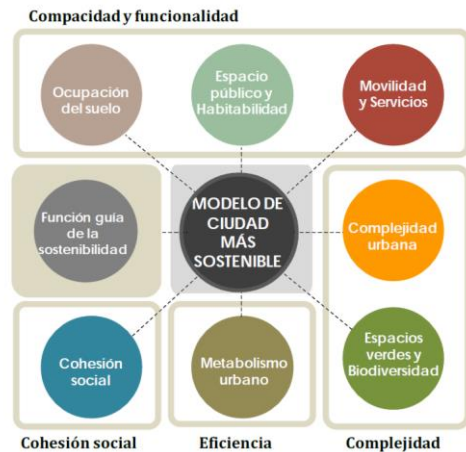 Compacidad y funcionalidad
Ocupación
del suelo
Espacio
público y
Habitabilidad
Movilidad
y Servicios
Función guía
de la
sostenibilidad
MODELO DE
CIUDAD
MÁS
SOSTENIBLE
Complejidad
urbana
Cohesión
social
Metabolismo
urbano
Espacios
verdes y
Biodiversidad
Cohesión social
Eficiencia
Complejidad